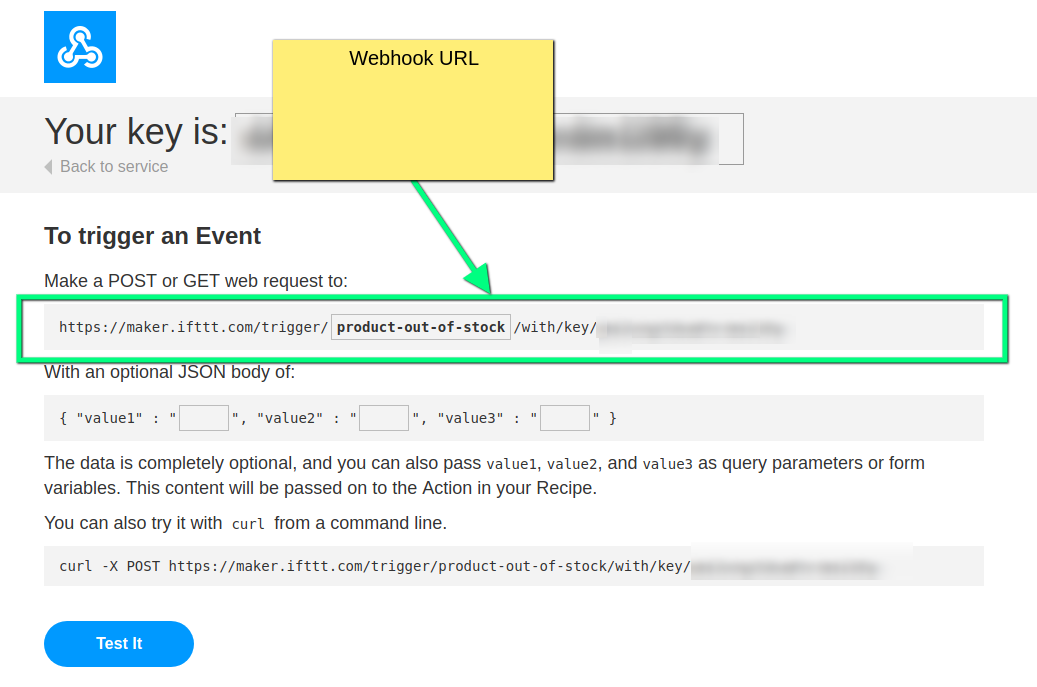 Webhook URL
Your key is:
Back to service
To trigger an Event
Make a POST or GET web request to:
https://maker.ifttt.com/trigger/ product-out-of-stock /with/key/
With an optional JSON body of:
{ "value1" : " ", "value2" : " ", "value3" : " " }
The data is completely optional, and you can also pass value1, value2, and value3 as query parameters or form
variables. This content will be passed on to the Action in your Recipe.
You can also try it with curl from a command line.
curl -X POST https://maker.ifttt.com/trigger/product-out-of-stock/with/key/
Test It